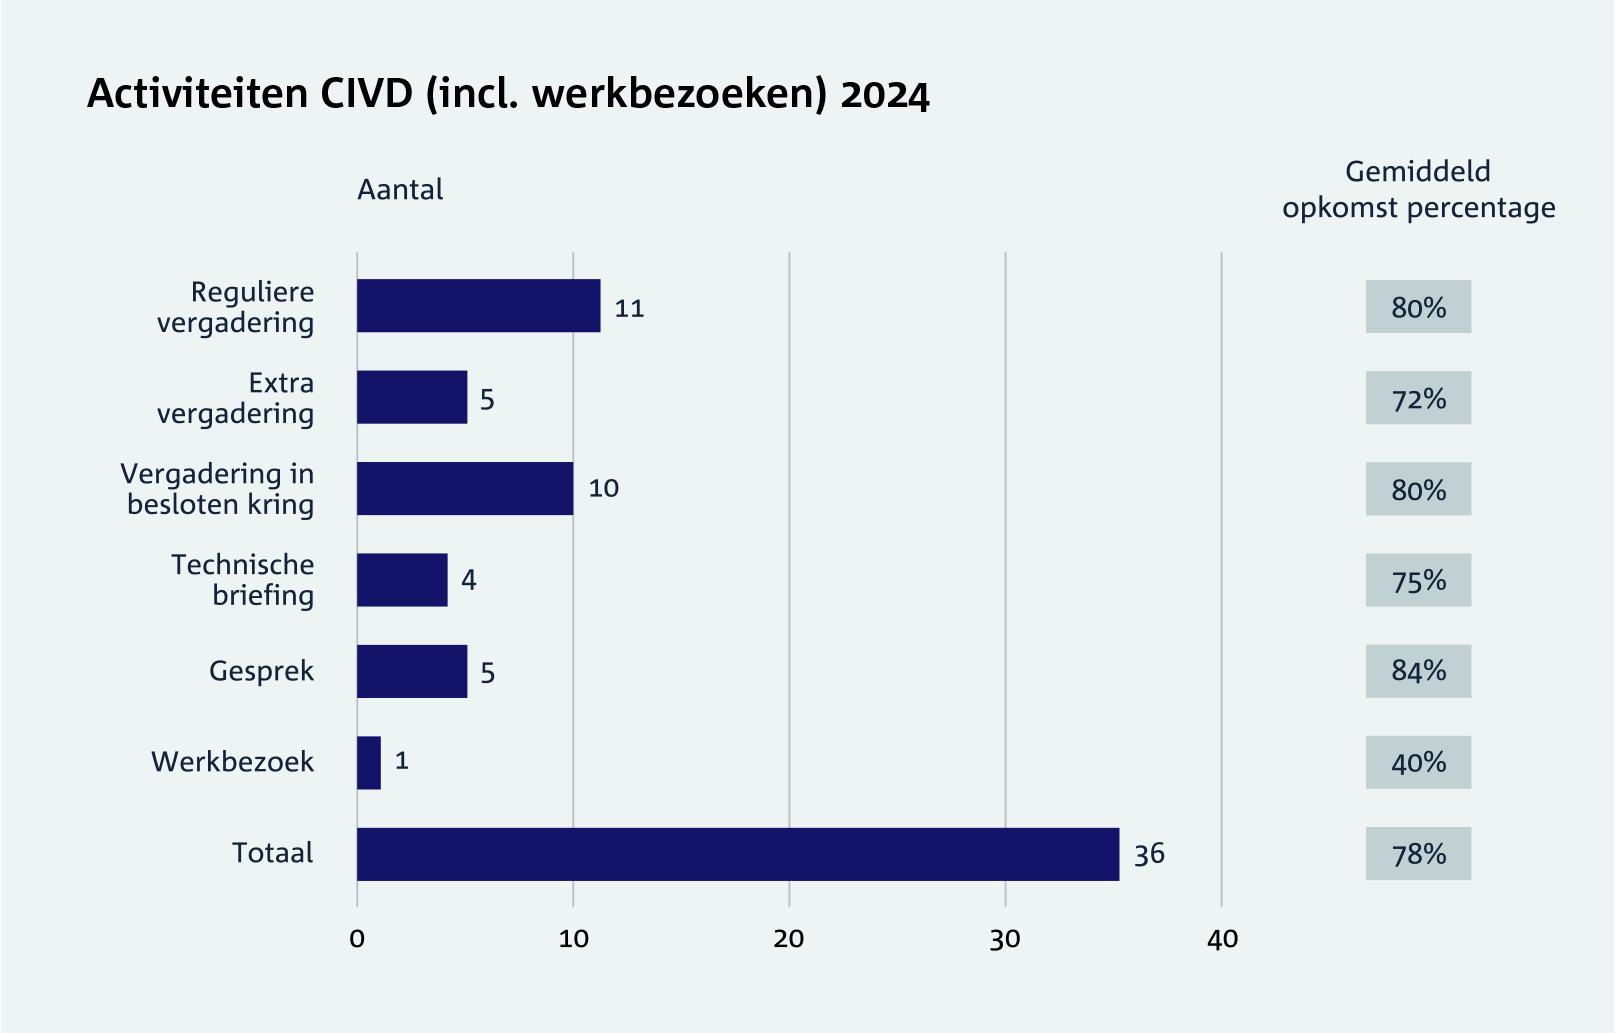 Activiteiten CIVD (incl. werkbezoeken) 2024
Aantal
Gemiddeld
opkomst percentage
Reguliere
vergadering
11
80%
Extra
vergadering
5
72%
Vergadering in
besloten kring
10
80%
Technische
briefing
4
75%
Gesprek
5
84%
Werkbezoek
1
40%
Totaal
36
78%
0
10
20
30
40